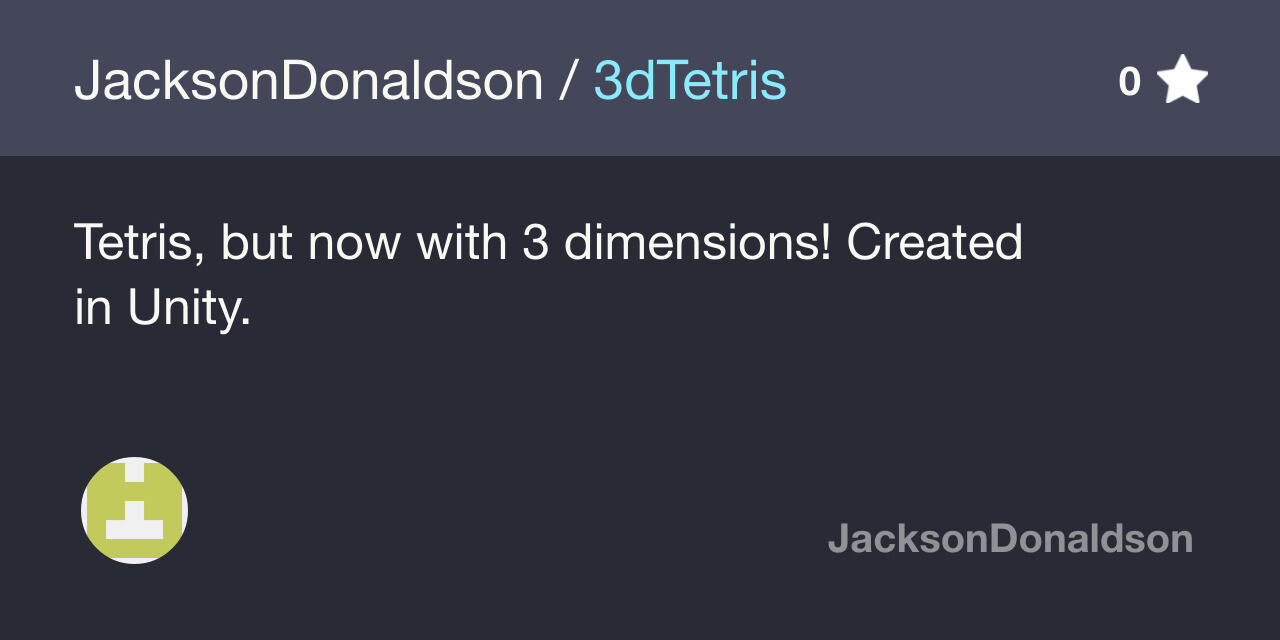 JacksonDonaldson / 3dTetris 0
Tetris, but now with 3 dimensions! Created
in Unity.
JacksonDonaldson